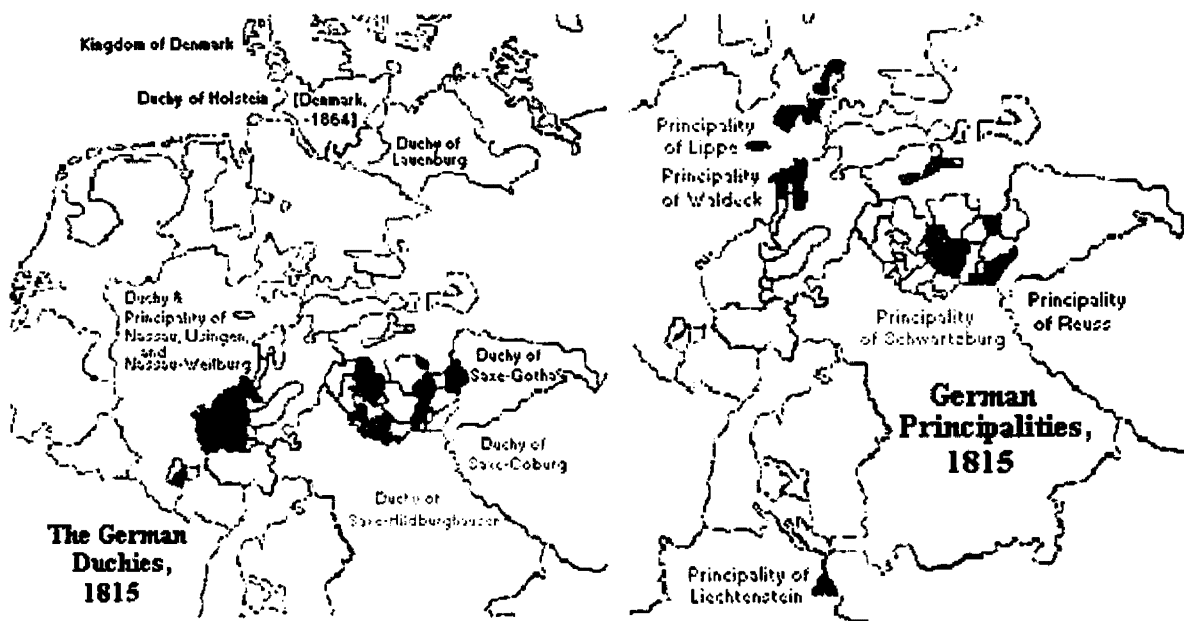 Kingdom of Denmark
Duchy of Holstein
[Denmark,
-1864]
Duchy of
Lauenburg
Duchy &
Principality of
Nassau, Usingen,
and
Nassau-Weilburg
Duchy of
Saxe-Gotha
Duchy of
Saxe-Coburg
Duchy of
Saxe-Hildburghausen
The German
Duchies,
1815
Principality
of Lippe
Principality
of Waldeck
Principality
of Schwartzburg
Principality
of Reuss
German
Principalities,
1815
Principality of
Liechtenstein